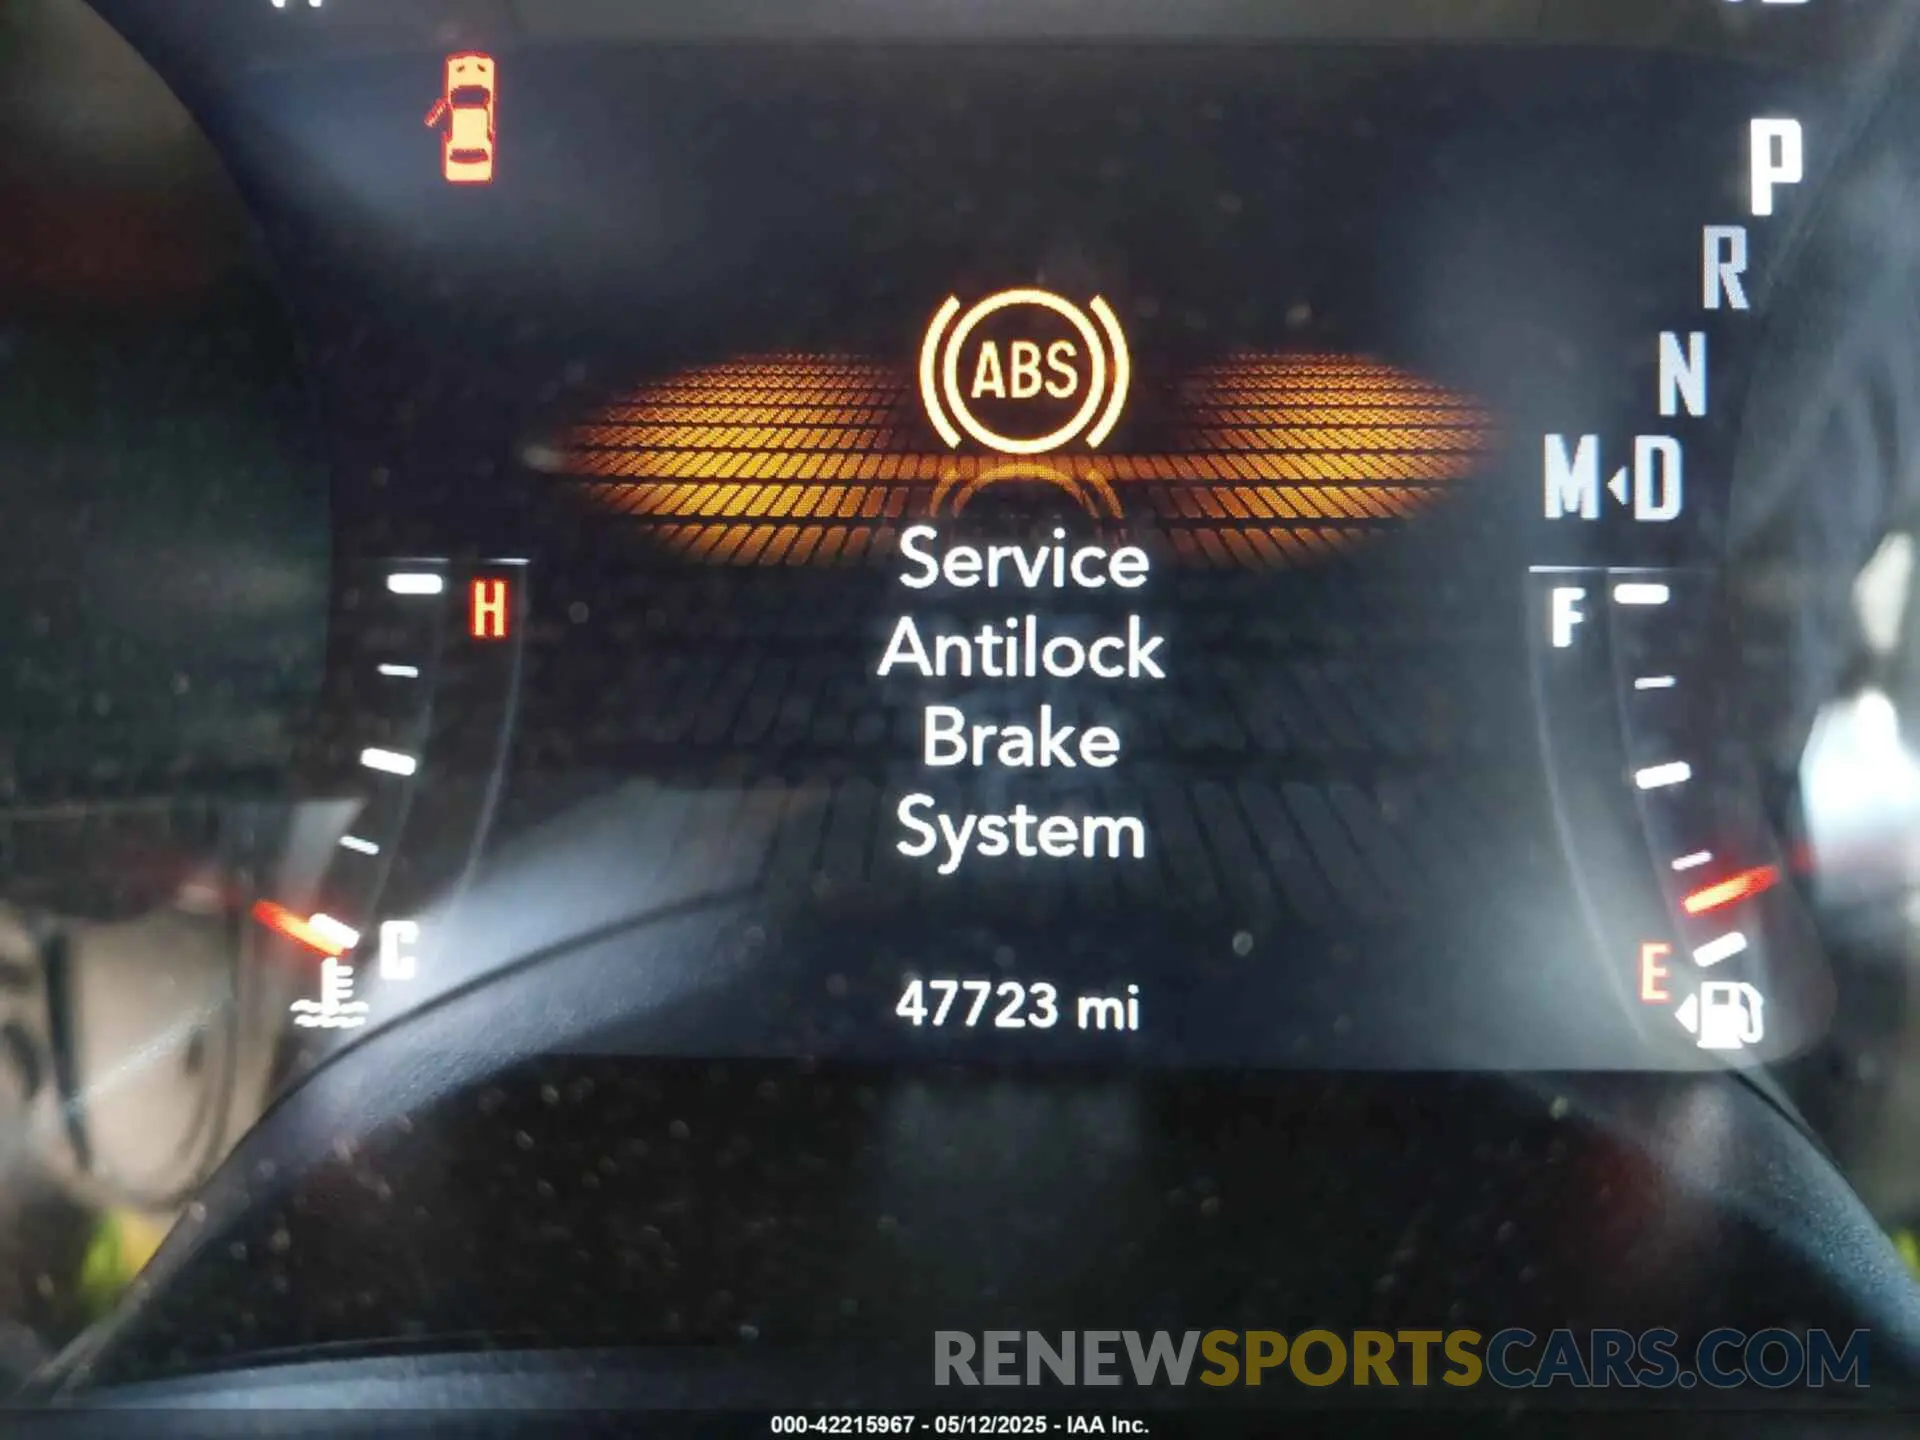 P
R
N
M D
ABS
Service
Antilock
Brake
System
H
F
C
E
47723 mi
RENEWSPORTSCARS.COM
000-42215967 - 05/12/2025 - IAA Inc.